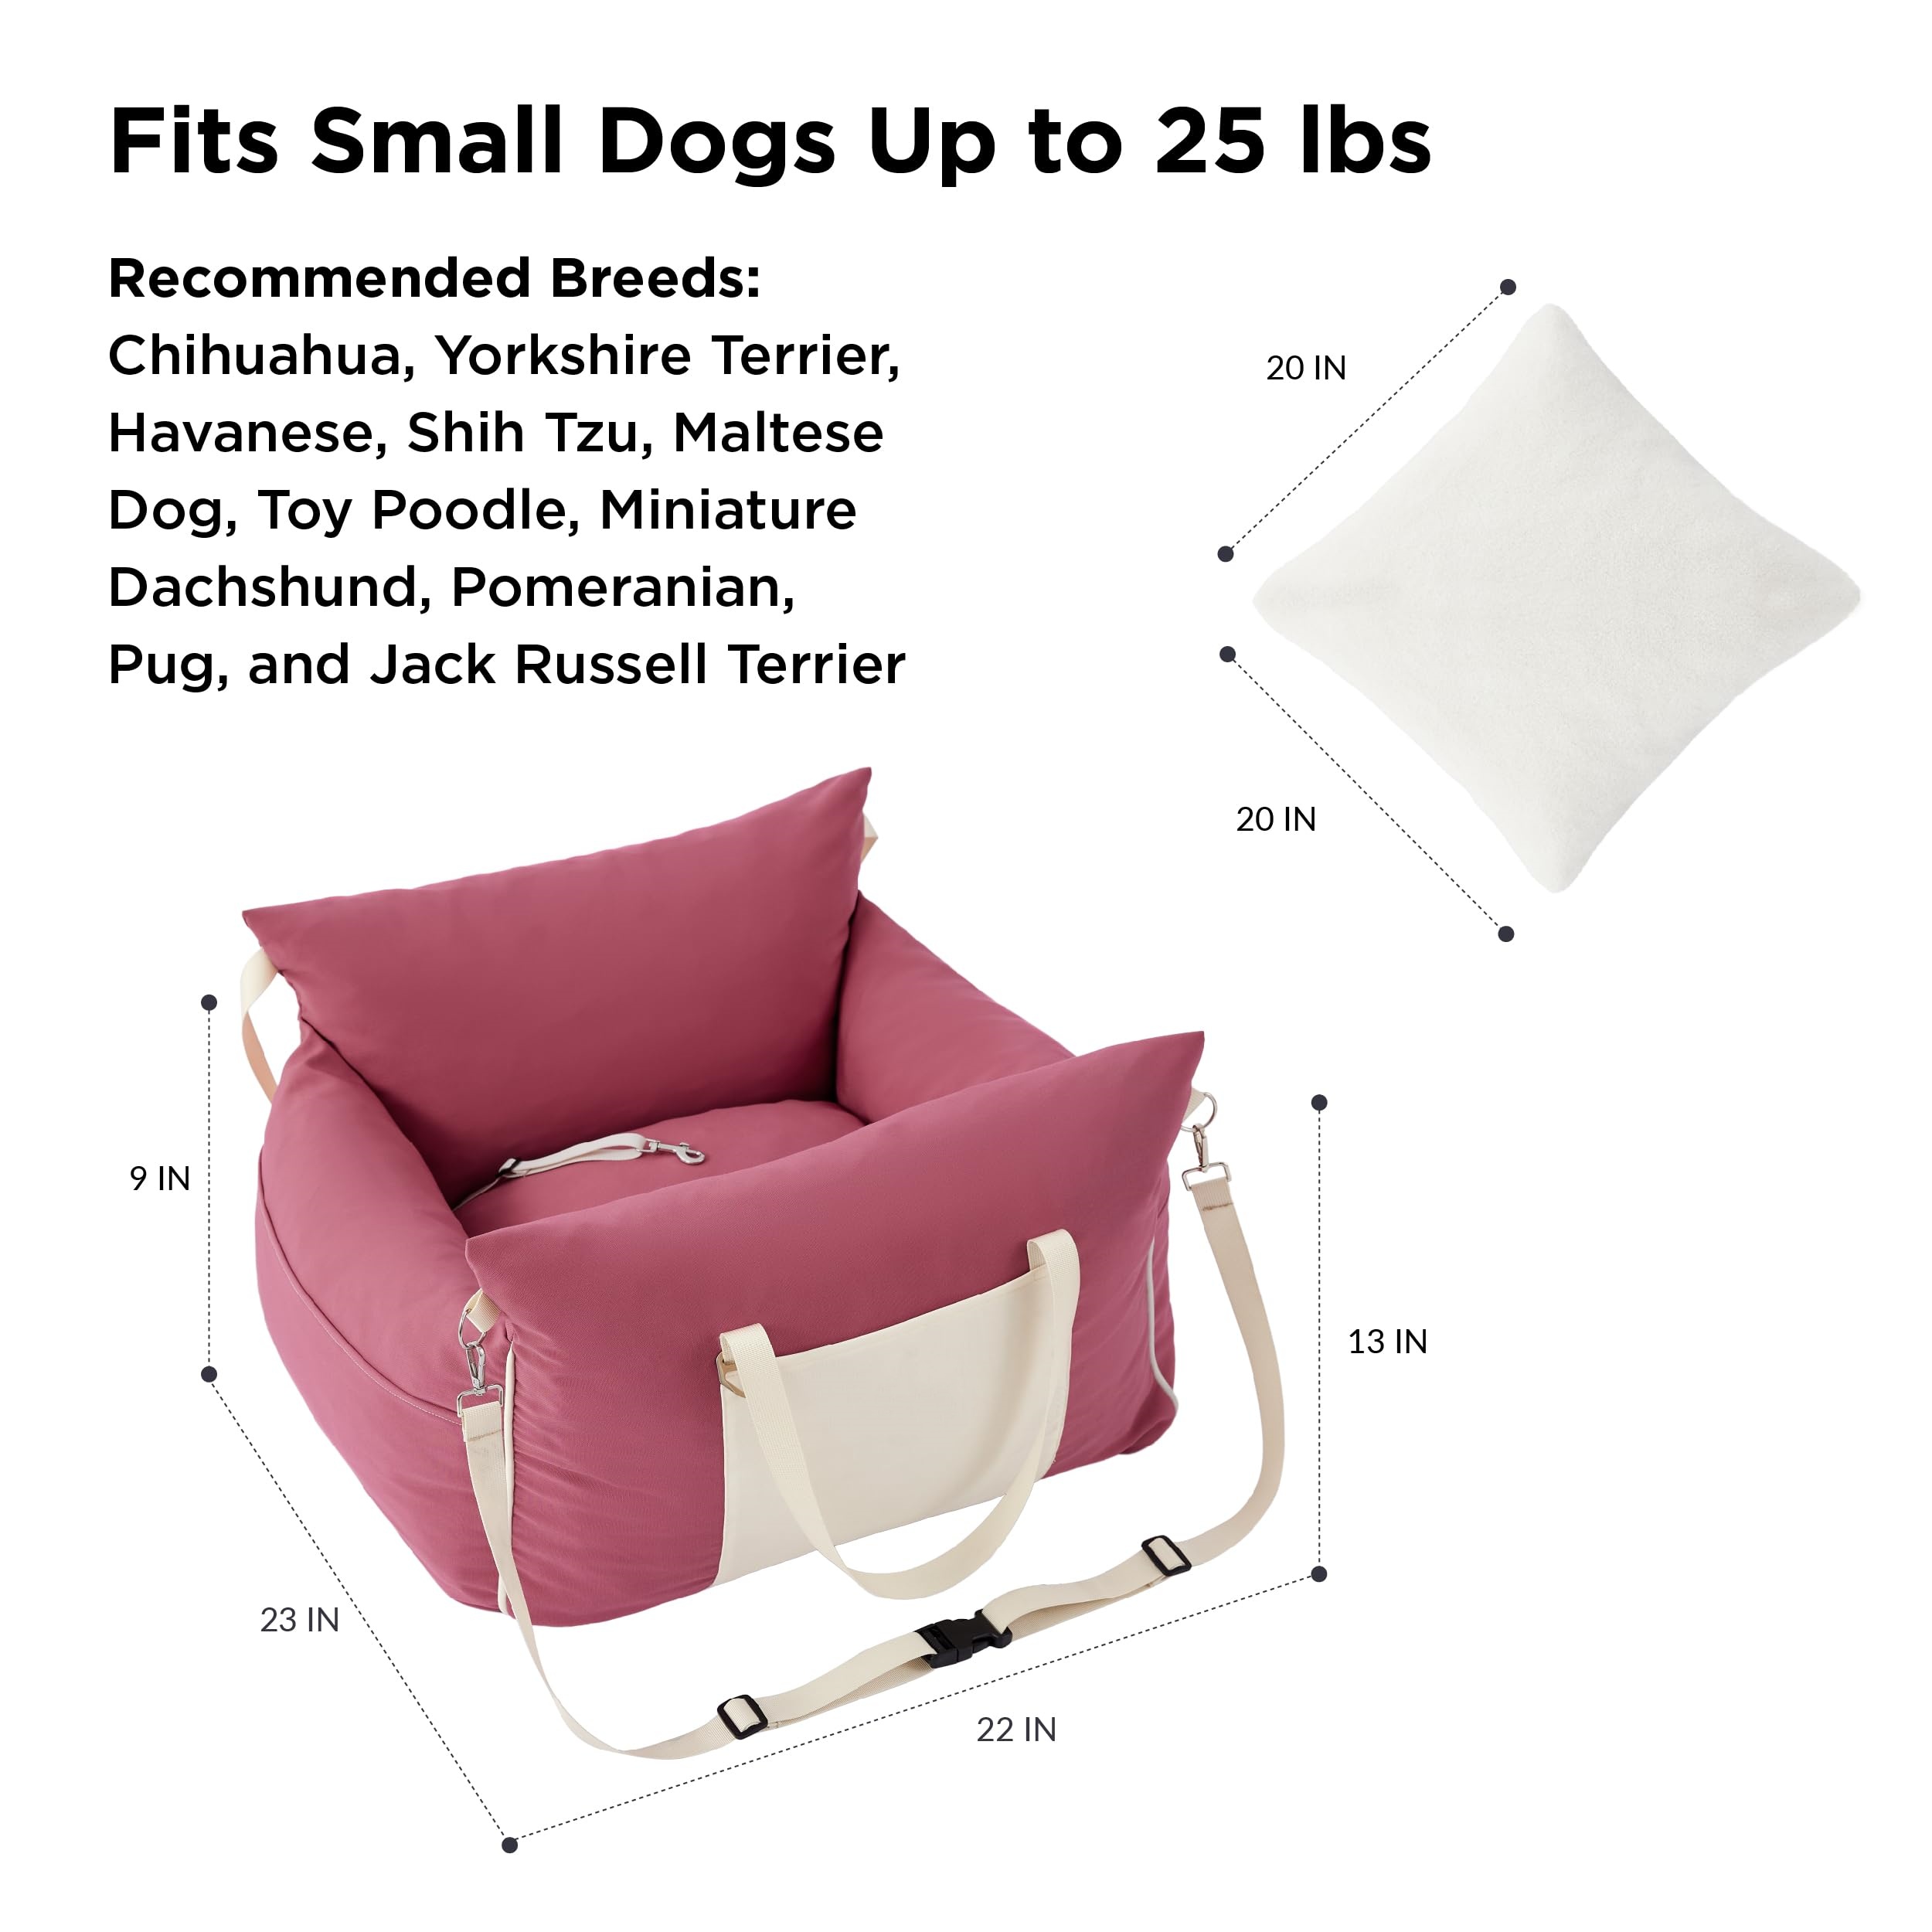 Fits Small Dogs Up to 25 lbs
Recommended Breeds:
Chihuahua, Yorkshire Terrier,
Havanese, Shih Tzu, Maltese
Dog, Toy Poodle, Miniature
Dachshund, Pomeranian,
Pug, and Jack Russell Terrier
20 IN
20 IN
9 IN
13 IN
23 IN
22 IN